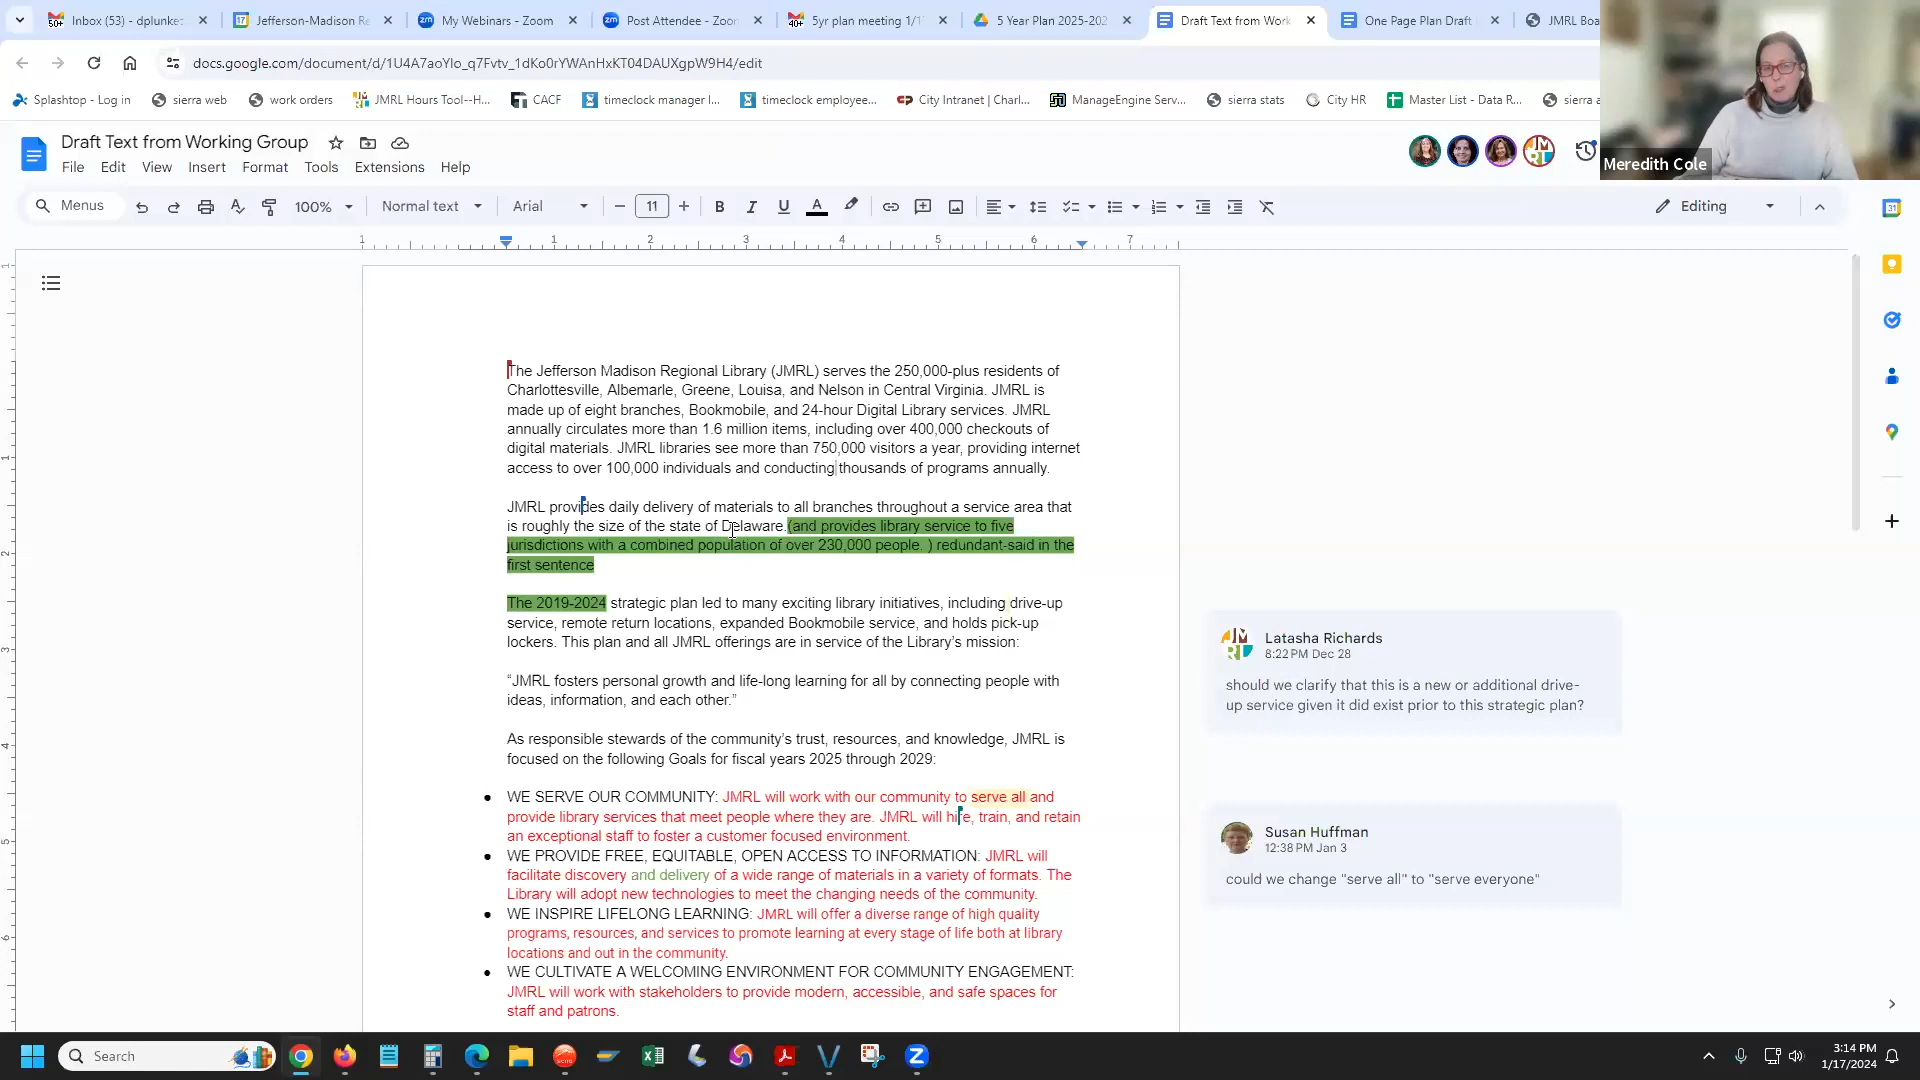 Inbox (53) - dplunke
Jefferson-Madison Re
My Webinars - Zoom
Post Attendee - Zoom
5yr plan meeting 1/1
5 Year Plan 2025-202
Draft Text from Work
One Page Plan Draft
JMRL Boa
docs.google.com/document/d/1U4A7aoYlo_q7Fvtv_1dKo0rYWAnHxKT04DAUXgpW9H4/edit
Splashtop - Log in
sierra web
work orders
JMRL Hours Tool--H...
CACF
timeclock manager l...
timeclock employee...
City Intranet | Charl...
ManageEngine Serv...
sierra stats
City HR
Master List - Data R...
sierra a
Meredith Cole
Draft Text from Working Group
File Edit View Insert Format Tools Extensions Help
Menus 100% Normal text Arial 11 Editing
The Jefferson Madison Regional Library (JMRL) serves the 250,000-plus residents of
Charlottesville, Albemarle, Greene, Louisa, and Nelson in Central Virginia. JMRL is
made up of eight branches, Bookmobile, and 24-hour Digital Library services. JMRL
annually circulates more than 1.6 million items, including over 400,000 checkouts of
digital materials. JMRL libraries see more than 750,000 visitors a year, providing internet
access to over 100,000 individuals and conducting thousands of programs annually.
JMRL provides daily delivery of materials to all branches throughout a service area that
is roughly the size of the state of Delaware.(and provides library service to five
jurisdictions with a combined population of over 230,000 people. ) redundant-said in the
first sentence
The 2019-2024 strategic plan led to many exciting library initiatives, including drive-up
service, remote return locations, expanded Bookmobile service, and holds pick-up
lockers. This plan and all JMRL offerings are in service of the Library's mission:
“JMRL fosters personal growth and life-long learning for all by connecting people with
ideas, information, and each other.”
As responsible stewards of the community's trust, resources, and knowledge, JMRL is
focused on the following Goals for fiscal years 2025 through 2029:
● WE SERVE OUR COMMUNITY: JMRL will work with our community to serve all and
provide library services that meet people where they are. JMRL will hire, train, and retain
an exceptional staff to foster a customer focused environment.
● WE PROVIDE FREE, EQUITABLE, OPEN ACCESS TO INFORMATION: JMRL will
facilitate discovery and delivery of a wide range of materials in a variety of formats. The
Library will adopt new technologies to meet the changing needs of the community.
● WE INSPIRE LIFELONG LEARNING: JMRL will offer a diverse range of high quality
programs, resources, and services to promote learning at every stage of life both at library
locations and out in the community.
● WE CULTIVATE A WELCOMING ENVIRONMENT FOR COMMUNITY ENGAGEMENT:
JMRL will work with stakeholders to provide modern, accessible, and safe spaces for
staff and patrons.
Latasha Richards
8:22 PM Dec 28
should we clarify that this is a new or additional drive-
up service given it did exist prior to this strategic plan?
Susan Huffman
12:38 PM Jan 3
could we change "serve all" to "serve everyone"
Search
3:14 PM
1/17/2024